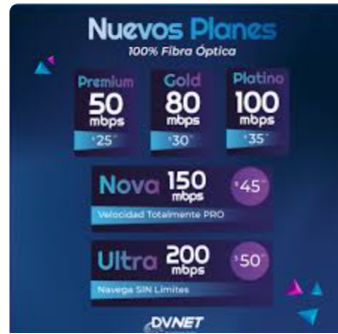 Nuevos Planes
100% Fibra Óptica
Premium
50
mbps
$25
Gold
80
mbps
$30
Platino
100
mbps
$35
Nova 150
mbps
$45
Velocidad Totalmente PRO
Ultra 200
mbps
$50
Navega SIN Límites
DVNET